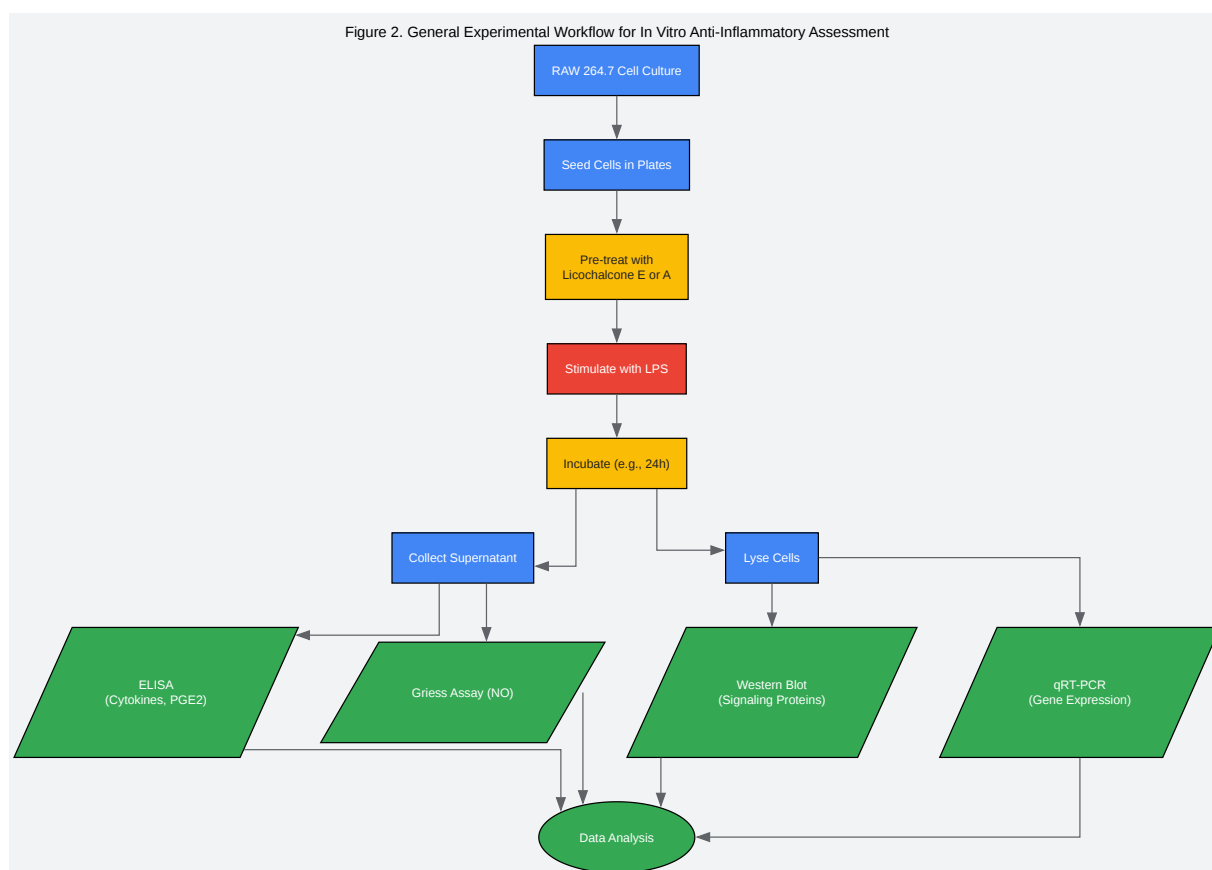 Figure 2. General Experimental Workflow for In Vitro Anti-Inflammatory Assessment
RAW 264.7 Cell Culture
Seed Cells in Plates
Pre-treat with
Licochalcone E or A
Stimulate with LPS
Incubate (e.g., 24h)
Collect Supernatant
Lyse Cells
ELISA
(Cytokines, PGE2)
Griess Assay (NO)
Western Blot
(Signaling Proteins)
qRT-PCR
(Gene Expression)
Data Analysis